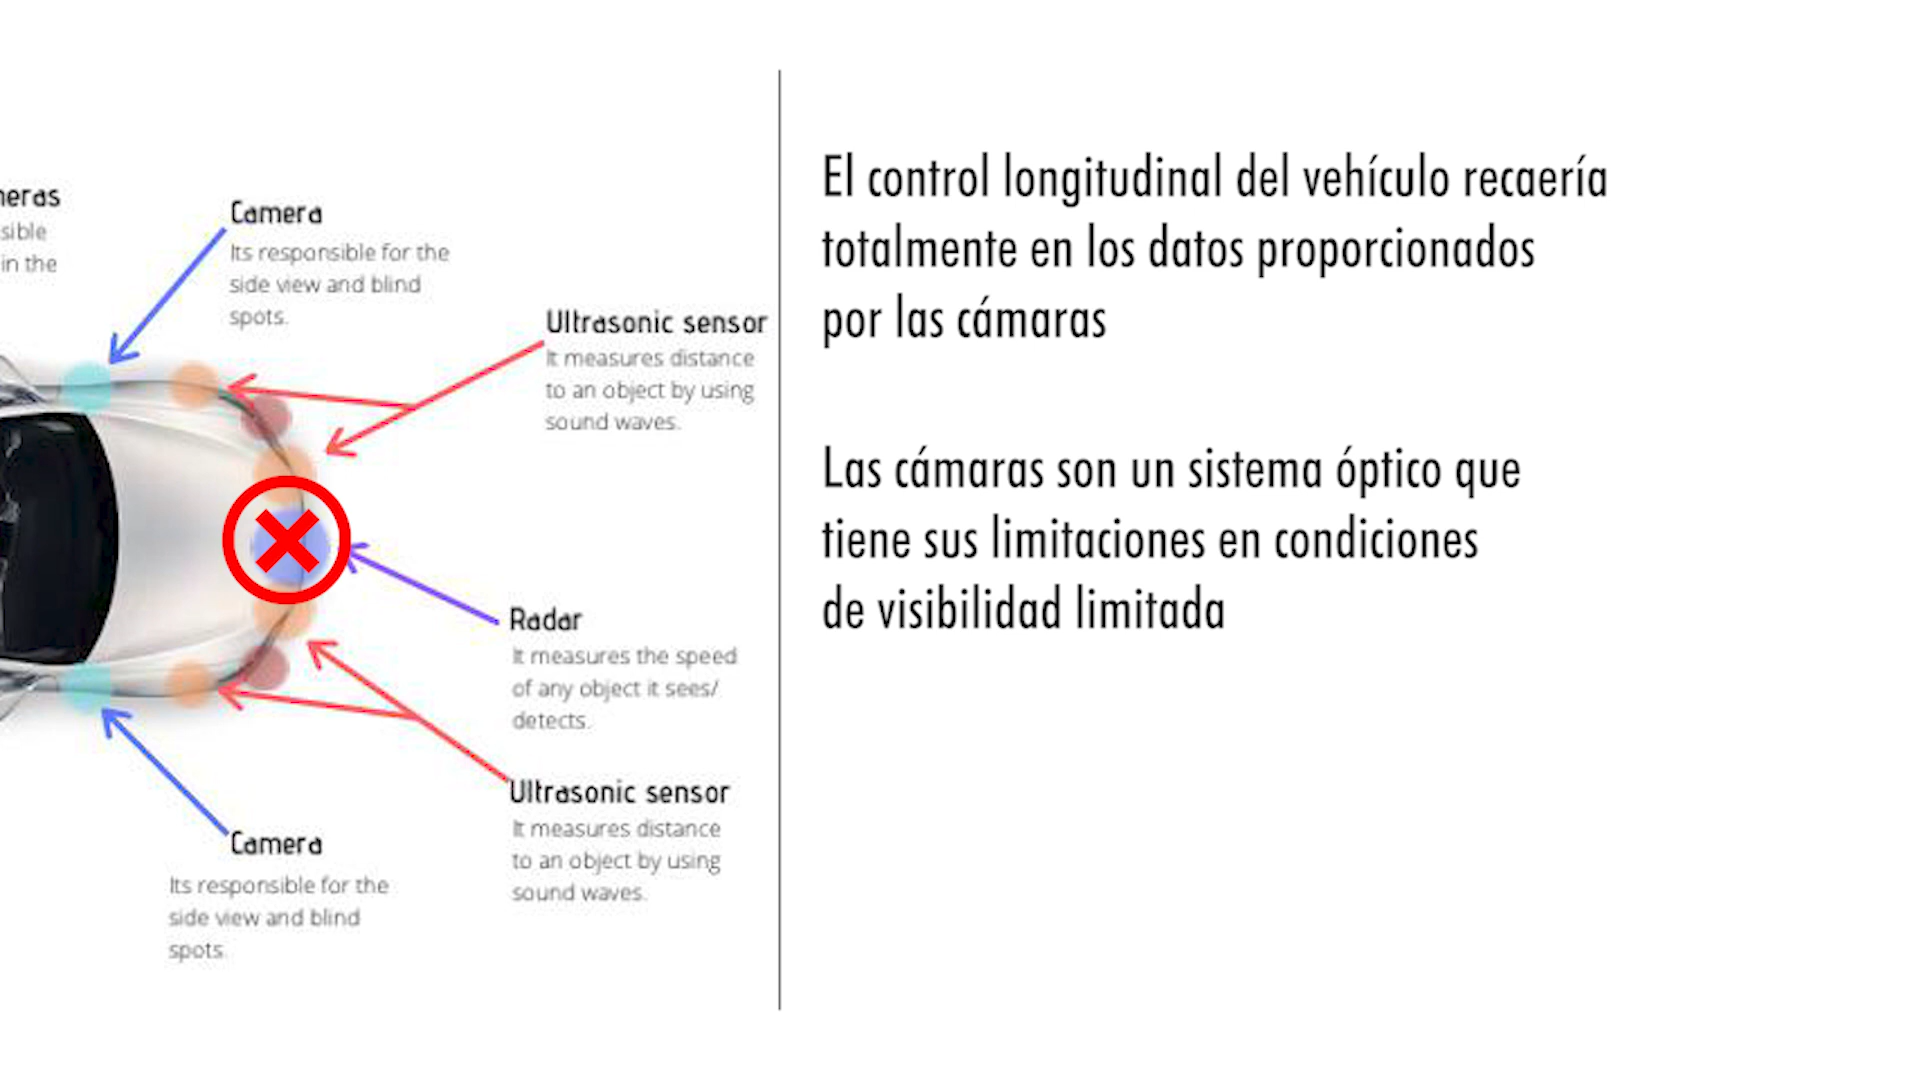 sible
in the
Camera
Its responsible for the
side view and blind
spots.
Ultrasonic sensor
It measures distance
to an object by using
sound waves.
Radar
It measures the speed
of any object it sees/
detects.
Ultrasonic sensor
It measures distance
to an object by using
sound waves.
Camera
Its responsible for the
side view and blind
spots.
El control longitudinal del vehículo recaería
totalmente en los datos proporcionados
por las cámaras
Las cámaras son un sistema óptico que
tiene sus limitaciones en condiciones
de visibilidad limitada